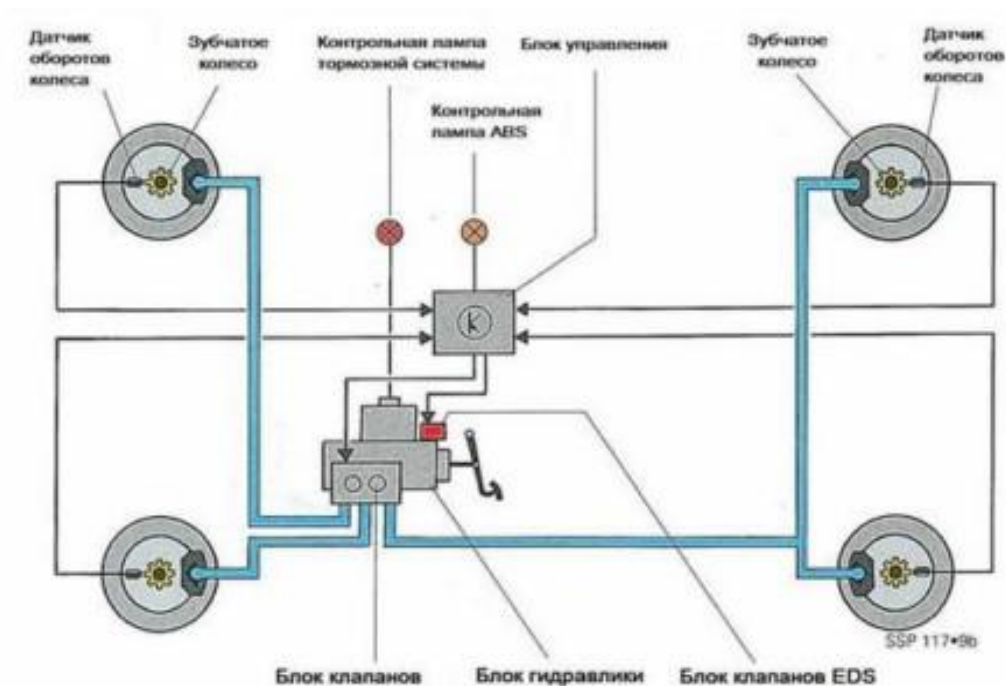 Датчик
оборотов
колеса
Зубчатое
колесо
Контрольная лампа
тормозной системы
Контрольная
лампа ABS
Блок управления
Зубчатое
колесо
Датчик
оборотов
колеса
k
SSP 117•9b
Блок клапанов
Блок гидравлики
Блок клапанов EDS